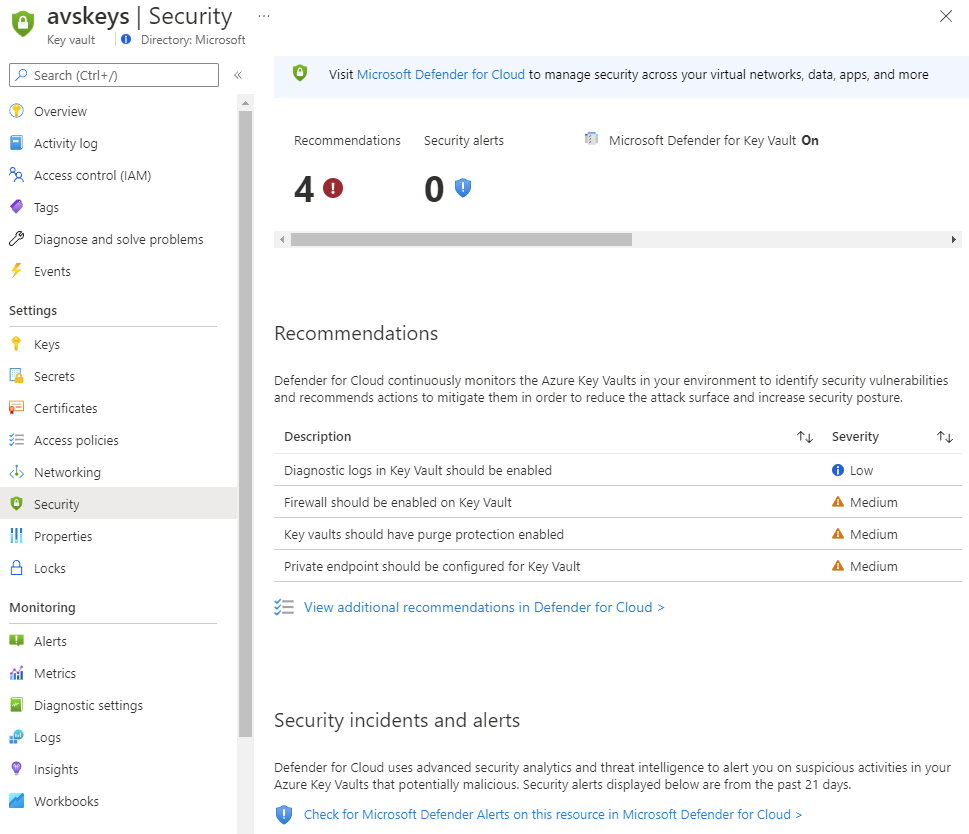 avskeys | Security ...
Key vault
Directory: Microsoft
Search (Ctrl+/)
«
Overview
Activity log
Access control (IAM)
Tags
Diagnose and solve problems
Events
Settings
Keys
Secrets
Certificates
Access policies
Networking
Security
Properties
Locks
Monitoring
Alerts
Metrics
Diagnostic settings
Logs
Insights
Workbooks
Visit Microsoft Defender for Cloud to manage security across your virtual networks, data, apps, and more
Recommendations
4
Security alerts
0
Microsoft Defender for Key Vault On
Recommendations
Defender for Cloud continuously monitors the Azure Key Vaults in your environment to identify security vulnerabilities
and recommends actions to mitigate them in order to reduce the attack surface and increase security posture.
Description ↑↓ Severity ↑↓
Diagnostic logs in Key Vault should be enabled Low
Firewall should be enabled on Key Vault Medium
Key vaults should have purge protection enabled Medium
Private endpoint should be configured for Key Vault Medium
View additional recommendations in Defender for Cloud >
Security incidents and alerts
Defender for Cloud uses advanced security analytics and threat intelligence to alert you on suspicious activities in your
Azure Key Vaults that potentially malicious. Security alerts displayed below are from the past 21 days.
Check for Microsoft Defender Alerts on this resource in Microsoft Defender for Cloud >